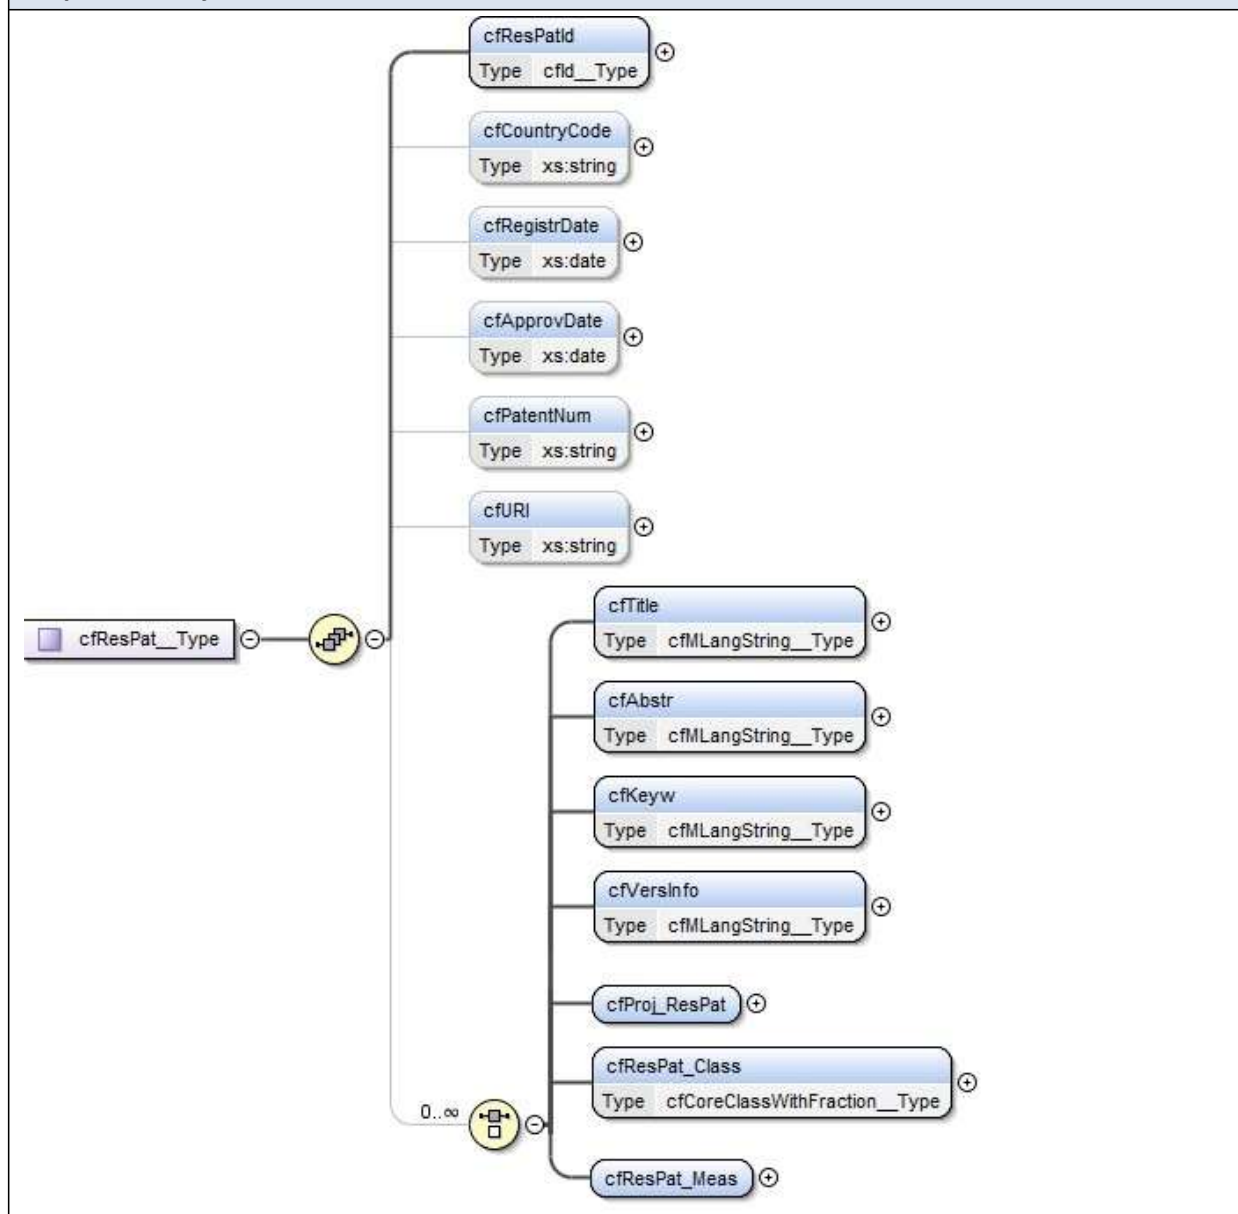 cfResPatId
Type cfId__Type
cfCountryCode
Type xs:string
cfRegistrDate
Type xs:date
cfApprovDate
Type xs:date
cfPatentNum
Type xs:string
cfURI
Type xs:string
cfResPat__Type
cfTitle
Type cfMLangString__Type
cfAbstr
Type cfMLangString__Type
cfKeyw
Type cfMLangString__Type
cfVersInfo
Type cfMLangString__Type
cfProj_ResPat
cfResPat_Class
Type cfCoreClassWithFraction__Type
0..∞
cfResPat_Meas